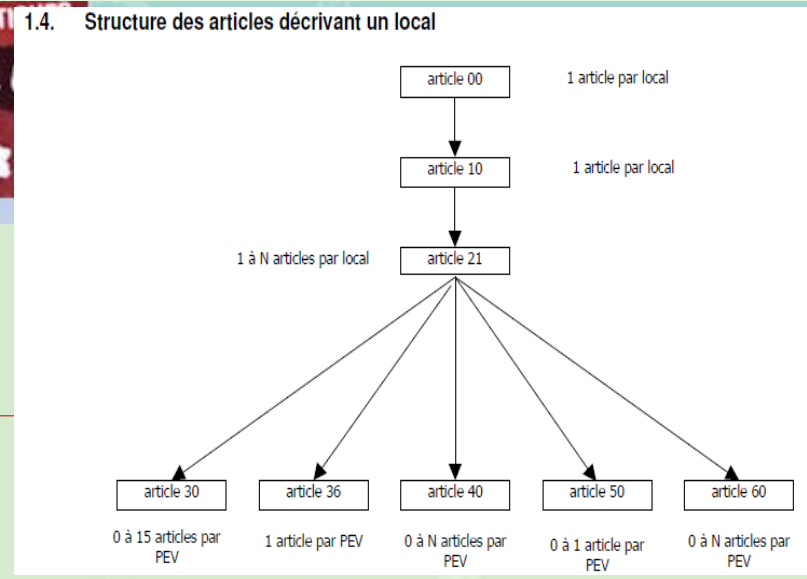 1.4. Structure des articles décrivant un local
article 00
1 article par local
article 10
1 article par local
1 à N articles par local
article 21
article 30
article 36
article 40
article 50
article 60
0 à 15 articles par
PEV
1 article par PEV
0 à N articles par
PEV
0 à 1 article par
PEV
0 à N articles par
PEV